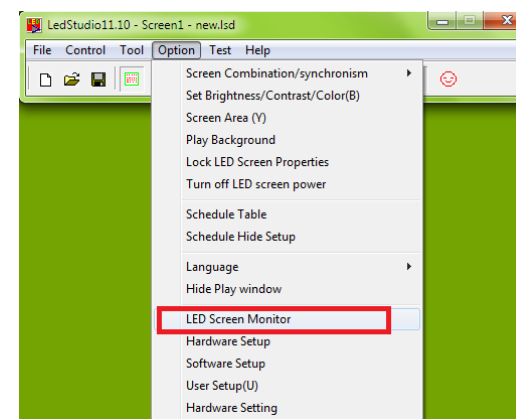 LedStudio11.10 - Screen1 - new.lsd
File Control Tool Option Test Help
Screen Combination/synchronism
Set Brightness/Contrast/Color(B)
Screen Area (Y)
Play Background
Lock LED Screen Properties
Turn off LED screen power
Schedule Table
Schedule Hide Setup
Language
Hide Play window
LED Screen Monitor
Hardware Setup
Software Setup
User Setup(U)
Hardware Setting